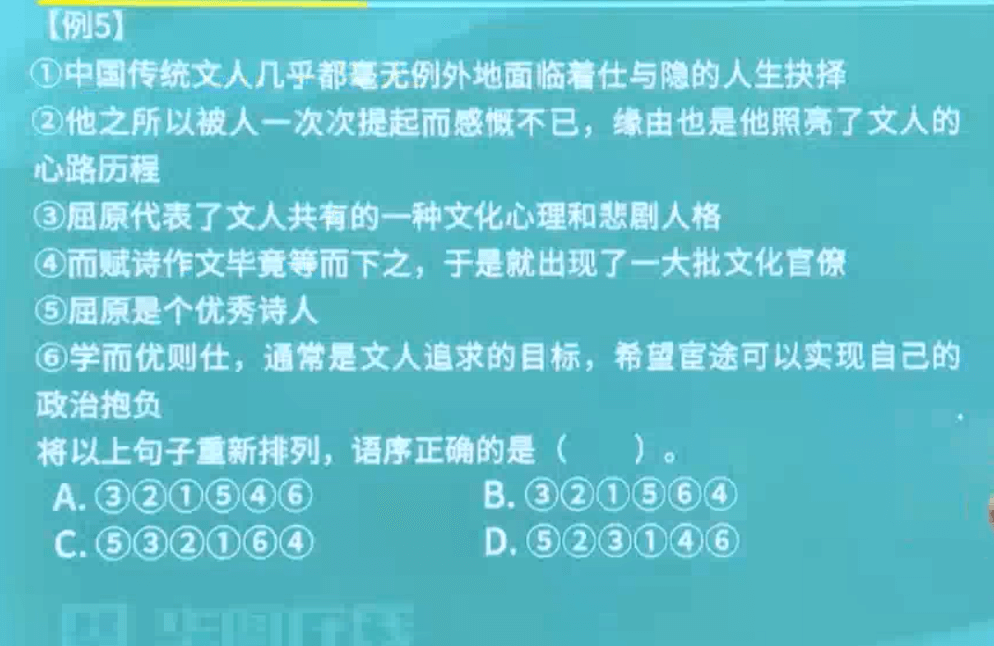 【例5】
①中国传统文人几乎都毫无例外地面临着仕与隐的人生抉择
②他之所以被人一次次提起而感慨不已，缘由也是他照亮了文人的
心路历程
③屈原代表了文人共有的一种文化心理和悲剧人格
④而赋诗作文毕竟等而下之，于是就出现了一大批文化官僚
⑤屈原是个优秀诗人
⑥学而优则仕，通常是文人追求的目标，希望宦途可以实现自己的
政治抱负
将以上句子重新排列，语序正确的是（　　）。
A. ③②①⑤④⑥
B. ③②①⑤⑥④
C. ⑤③②①⑥④
D. ⑤②③①④⑥